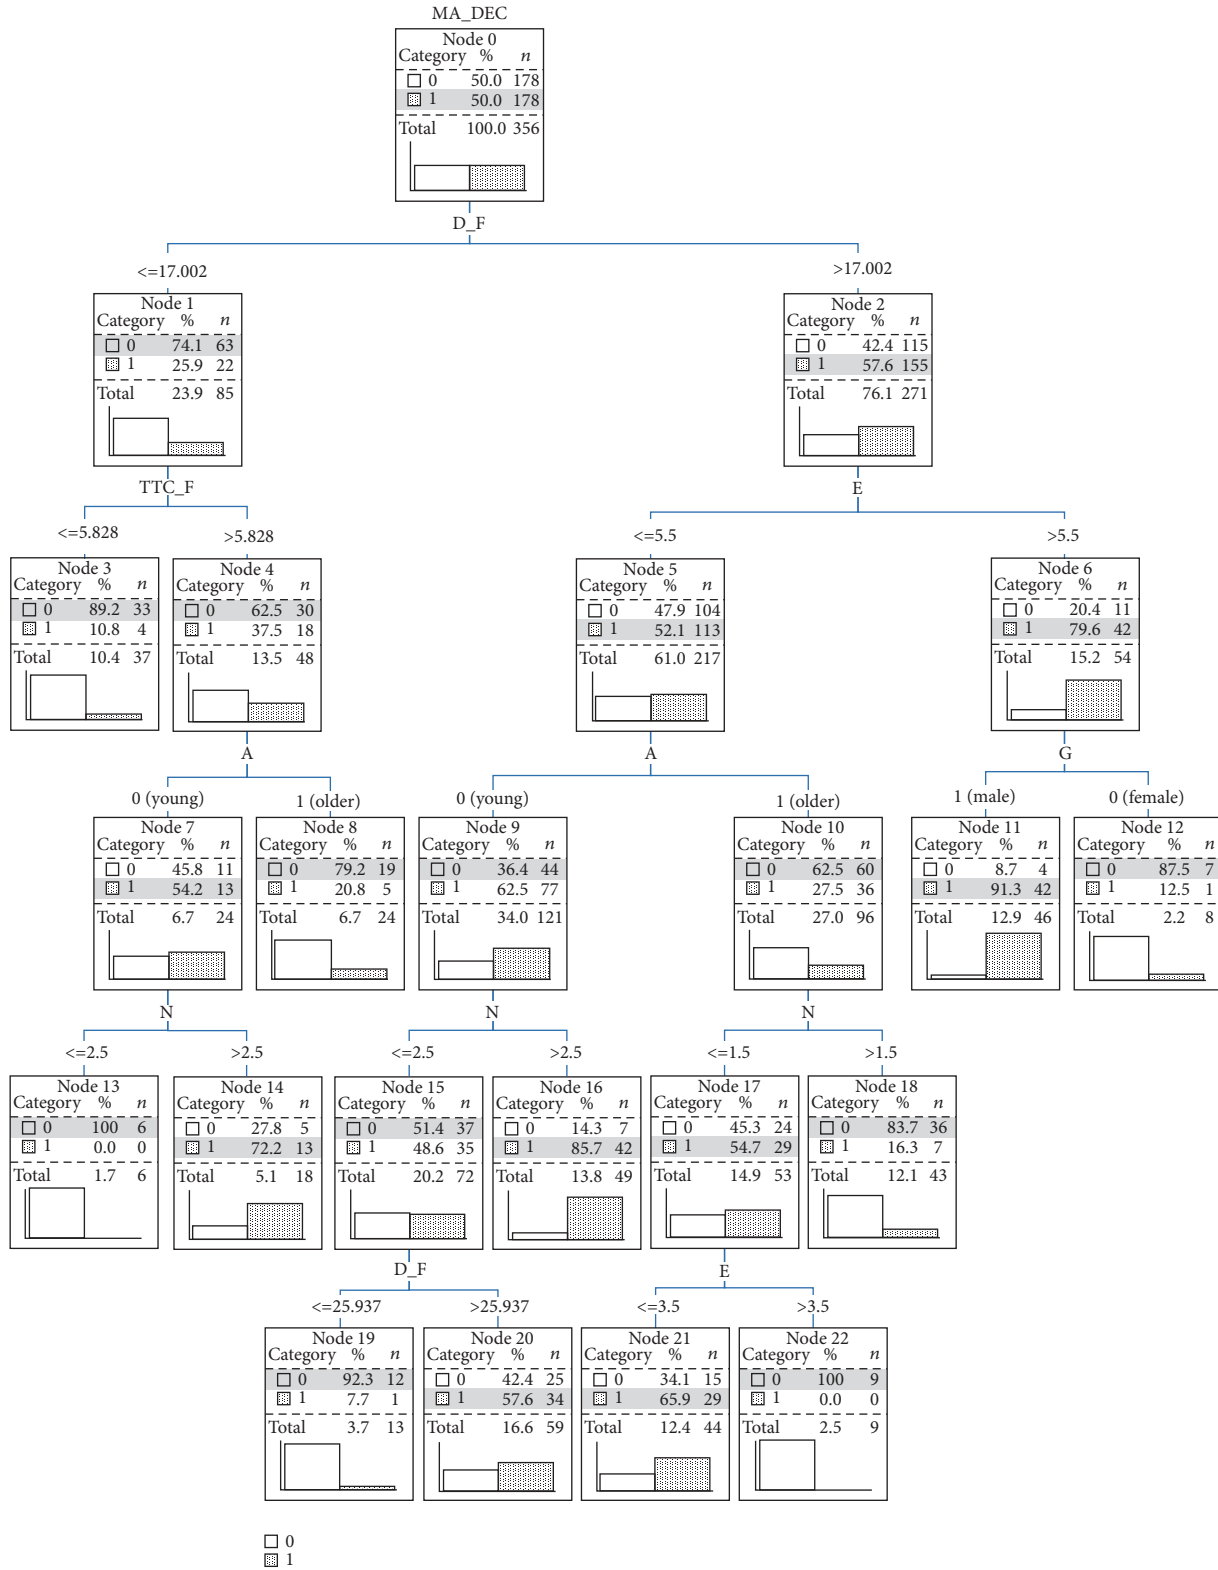 MA_DEC
Node 0
Category % n
0 50.0 178
1 50.0 178
Total 100.0 356
D_F
<=17.002
>17.002
Node 1
Category % n
0 74.1 63
1 25.9 22
Total 23.9 85
Node 2
Category % n
0 42.4 115
1 57.6 155
Total 76.1 271
TTC_F
E
<=5.828
>5.828
<=5.5
>5.5
Node 3
Category % n
0 89.2 33
1 10.8 4
Total 10.4 37
Node 4
Category % n
0 62.5 30
1 37.5 18
Total 13.5 48
Node 5
Category % n
0 47.9 104
1 52.1 113
Total 61.0 217
Node 6
Category % n
0 20.4 11
1 79.6 42
Total 15.2 54
A
A
G
0 (young)
1 (older)
0 (young)
1 (older)
1 (male)
0 (female)
Node 7
Category % n
0 45.8 11
1 54.2 13
Total 6.7 24
Node 8
Category % n
0 79.2 19
1 20.8 5
Total 6.7 24
Node 9
Category % n
0 36.4 44
1 62.5 77
Total 34.0 121
Node 10
Category % n
0 62.5 60
1 27.5 36
Total 27.0 96
Node 11
Category % n
0 8.7 4
1 91.3 42
Total 12.9 46
Node 12
Category % n
0 87.5 7
1 12.5 1
Total 2.2 8
N
N
N
<=2.5
>2.5
<=2.5
>2.5
<=1.5
>1.5
Node 13
Category % n
0 100 6
1 0.0 0
Total 1.7 6
Node 14
Category % n
0 27.8 5
1 72.2 13
Total 5.1 18
Node 15
Category % n
0 51.4 37
1 48.6 35
Total 20.2 72
Node 16
Category % n
0 14.3 7
1 85.7 42
Total 13.8 49
Node 17
Category % n
0 45.3 24
1 54.7 29
Total 14.9 53
Node 18
Category % n
0 83.7 36
1 16.3 7
Total 12.1 43
D_F
E
<=25.937
>25.937
<=3.5
>3.5
Node 19
Category % n
0 92.3 12
1 7.7 1
Total 3.7 13
Node 20
Category % n
0 42.4 25
1 57.6 34
Total 16.6 59
Node 21
Category % n
0 34.1 15
1 65.9 29
Total 12.4 44
Node 22
Category % n
0 100 9
1 0.0 0
Total 2.5 9
0
1